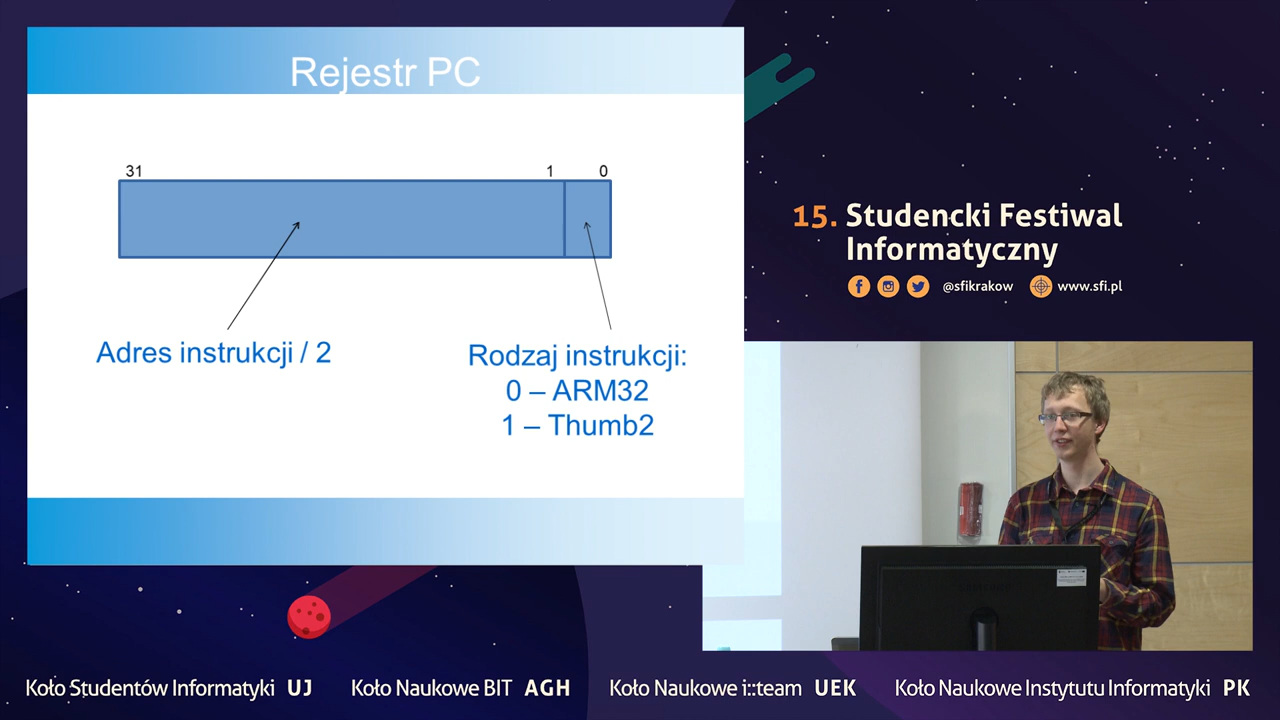 Rejestr PC
31 1 0
Adres instrukcji / 2
Rodzaj instrukcji:
0 – ARM32
1 – Thumb2
15. Studencki Festiwal
Informatyczny
@sfikrakow www.sfi.pl
Koło Studentów Informatyki UJ
Koło Naukowe BIT AGH
Koło Naukowe i::team UEK
Koło Naukowe Instytutu Informatyki PK